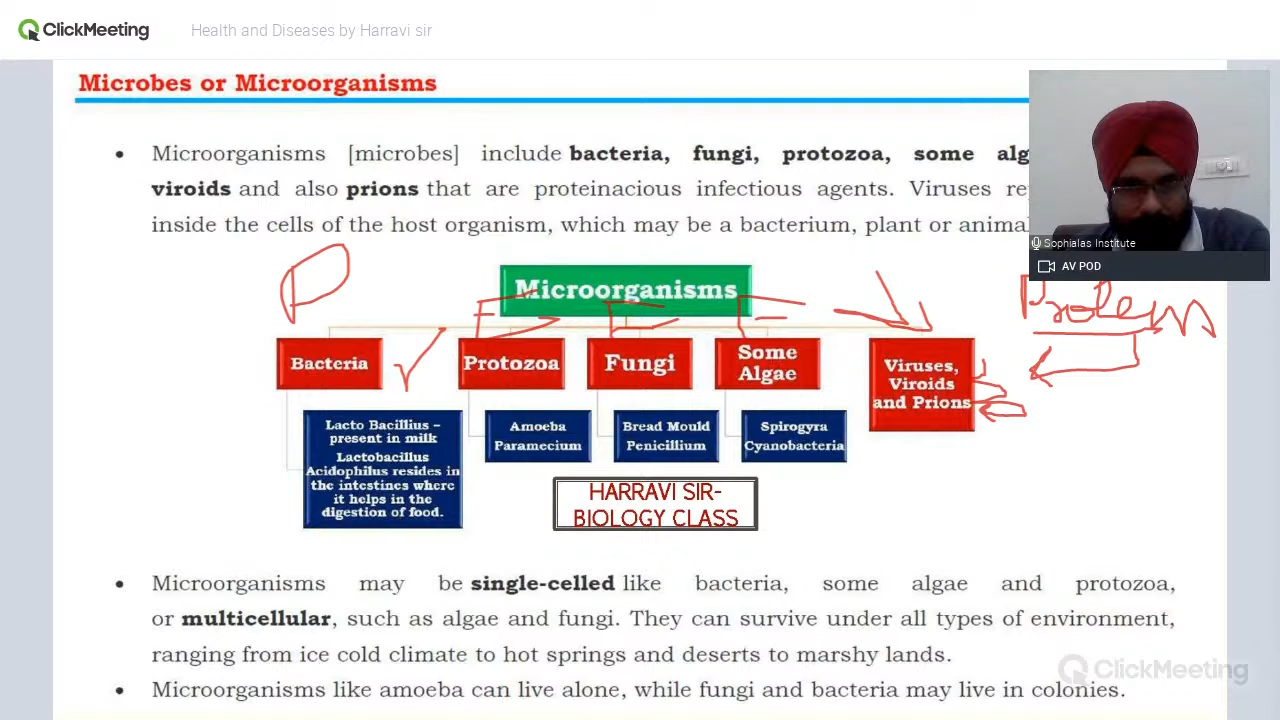 ClickMeeting
Health and Diseases by Harravi sir
Microbes or Microorganisms
• Microorganisms [microbes] include bacteria, fungi, protozoa, some alg
viroids and also prions that are proteinacious infectious agents. Viruses re
inside the cells of the host organism, which may be a bacterium, plant or animal
Sophialas Institute
AV POD
P
Microorganisms
E
E
E
Bacteria
Protozoa
Fungi
Some
Algae
Viruses,
Viroids
and Prions
Lacto Bacillius –
present in milk
Lactobacillus
Acidophilus resides in
the intestines where
it helps in the
digestion of food.
Amoeba
Paramecium
Bread Mould
Penicillium
Spirogyra
Cyanobacteria
HARRAVI SIR-
BIOLOGY CLASS
• Microorganisms may be single-celled like bacteria, some algae and protozoa,
or multicellular, such as algae and fungi. They can survive under all types of environment,
ranging from ice cold climate to hot springs and deserts to marshy lands.
• Microorganisms like amoeba can live alone, while fungi and bacteria may live in colonies.
ClickMeeting